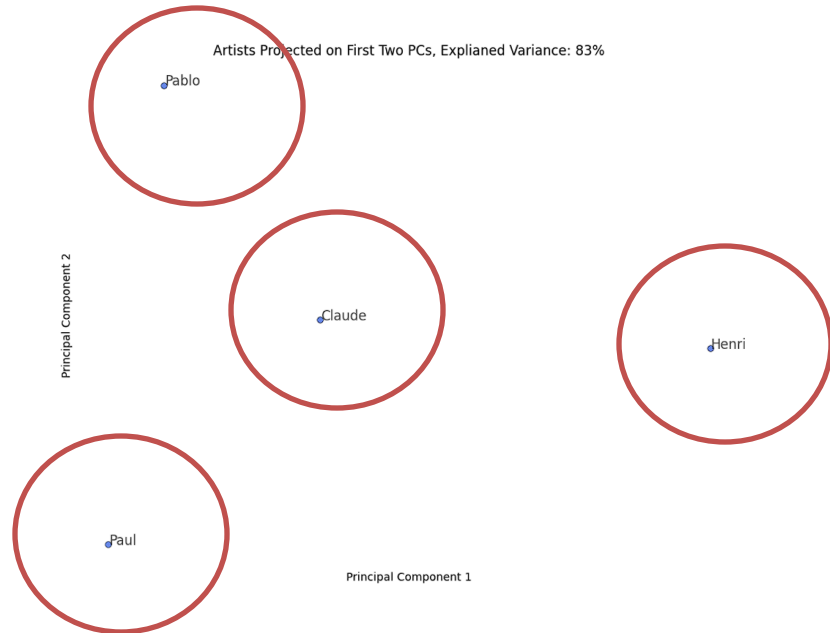 Artists Projected on First Two PCs, Explianed Variance: 83%
Pablo
Principal Component 2
Claude
Henri
Paul
Principal Component 1